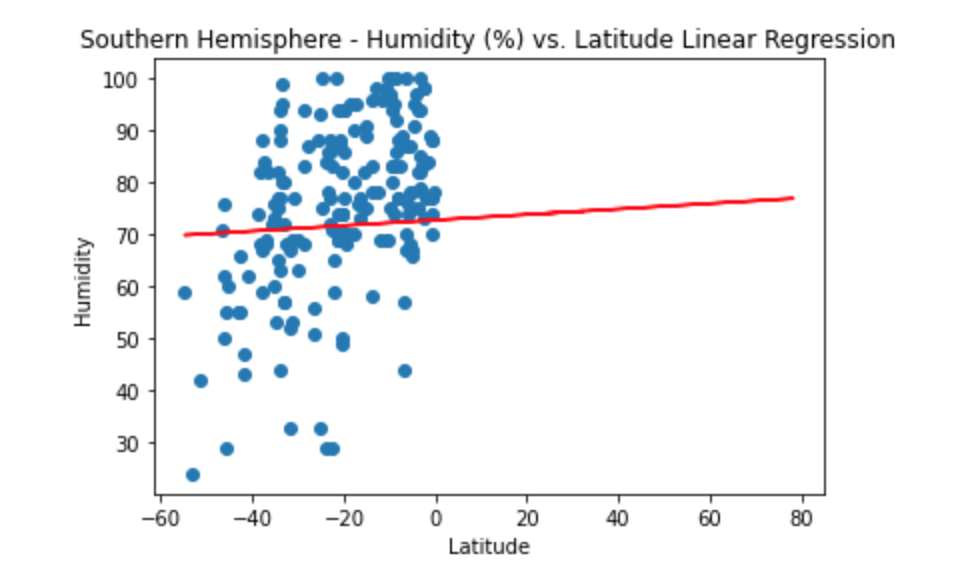 Southern Hemisphere - Humidity (%) vs. Latitude Linear Regression
100
90
80
70
60
50
40
30
Humidity
−60 −40 −20 0 20 40 60 80
Latitude